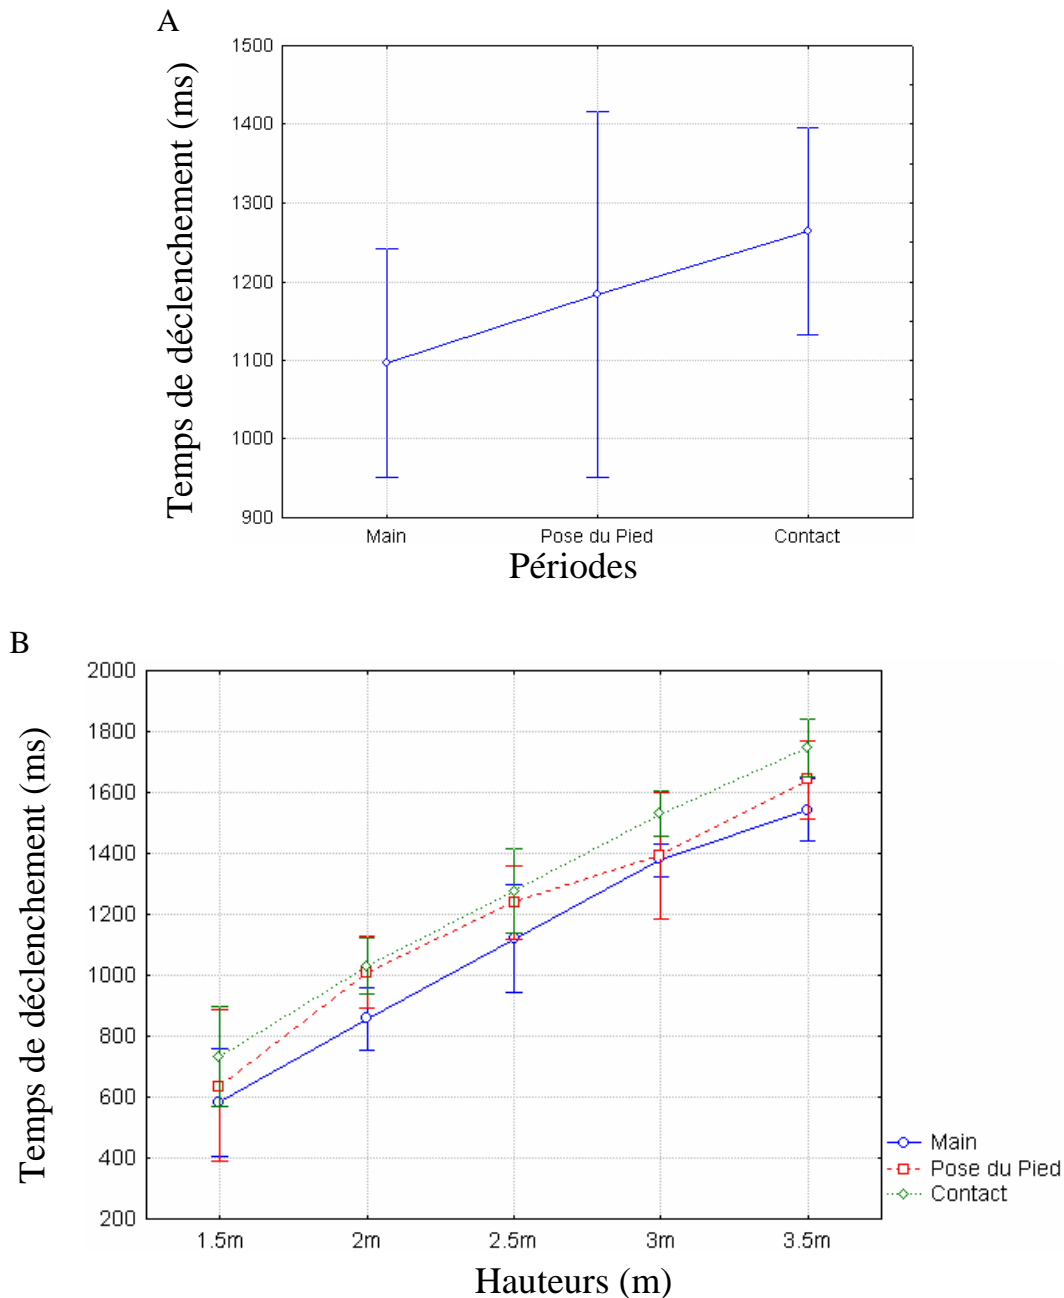 A
Temps de déclenchement (ms)
1500
1400
1300
1200
1100
1000
900
Main Pose du Pied Contact
Périodes
B
Temps de déclenchement (ms)
2000
1800
1600
1400
1200
1000
800
600
400
200
1.5m 2m 2.5m 3m 3.5m
Hauteurs (m)
Main
Pose du Pied
Contact